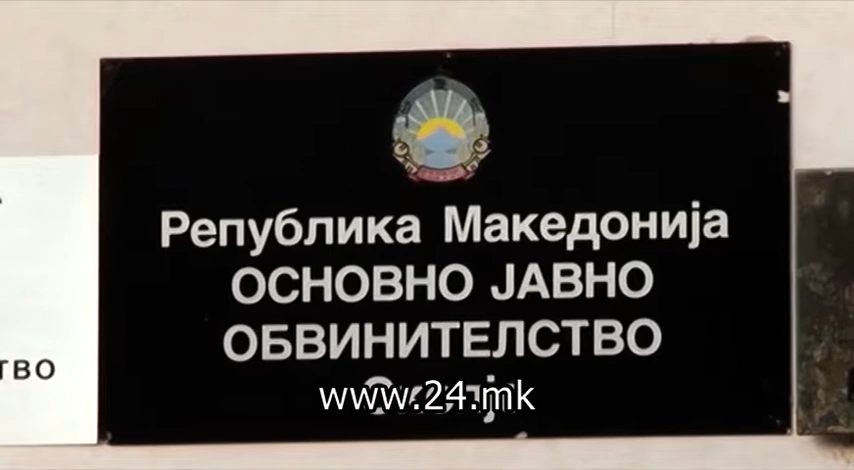 Република Македонија
ОСНОВНО ЈАВНО
ОБВИНИТЕЛСТВО
www.24.mk
тво